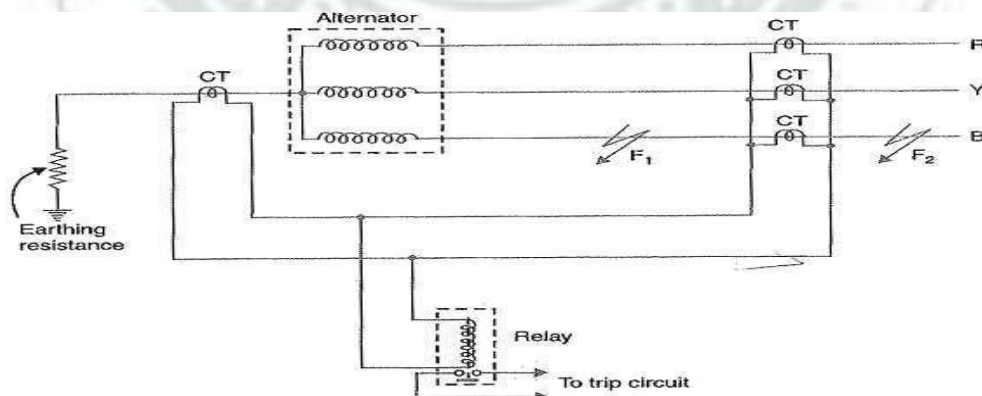 Alternator
CT
R
CT
CT
Y
CT
B
F1
F2
Earthing
resistance
Relay
To trip circuit